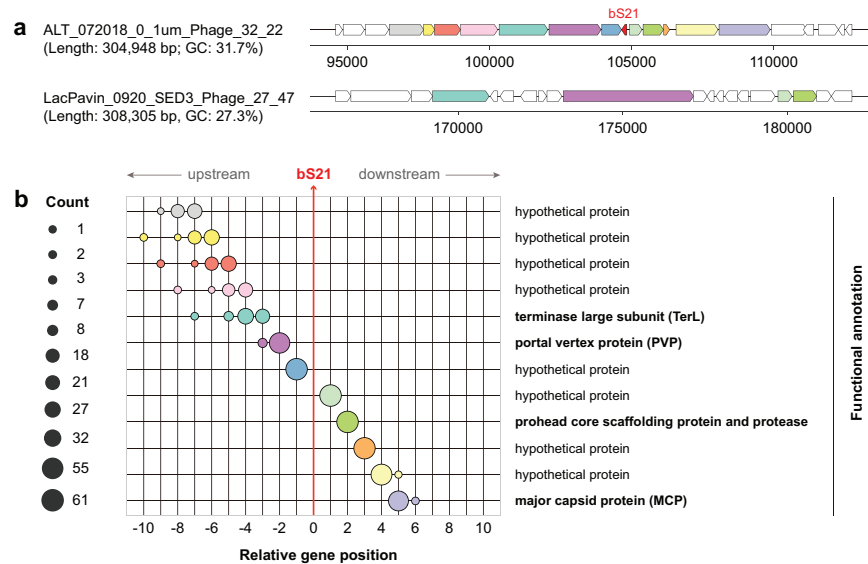 a
bS21
ALT_072018_0_1um_Phage_32_22
(Length: 304,948 bp; GC: 31.7%)
95000 100000 105000 110000
LacPavin_0920_SED3_Phage_27_47
(Length: 308,305 bp, GC: 27.3%)
170000 175000 180000
b
upstream bS21 downstream
Count
1
2
3
7
8
18
21
27
32
55
61
hypothetical protein
hypothetical protein
hypothetical protein
hypothetical protein
terminase large subunit (TerL)
portal vertex protein (PVP)
hypothetical protein
hypothetical protein
prohead core scaffolding protein and protease
hypothetical protein
hypothetical protein
major capsid protein (MCP)
Functional annotation
-10 -8 -6 -4 -2 0 2 4 6 8 10
Relative gene position